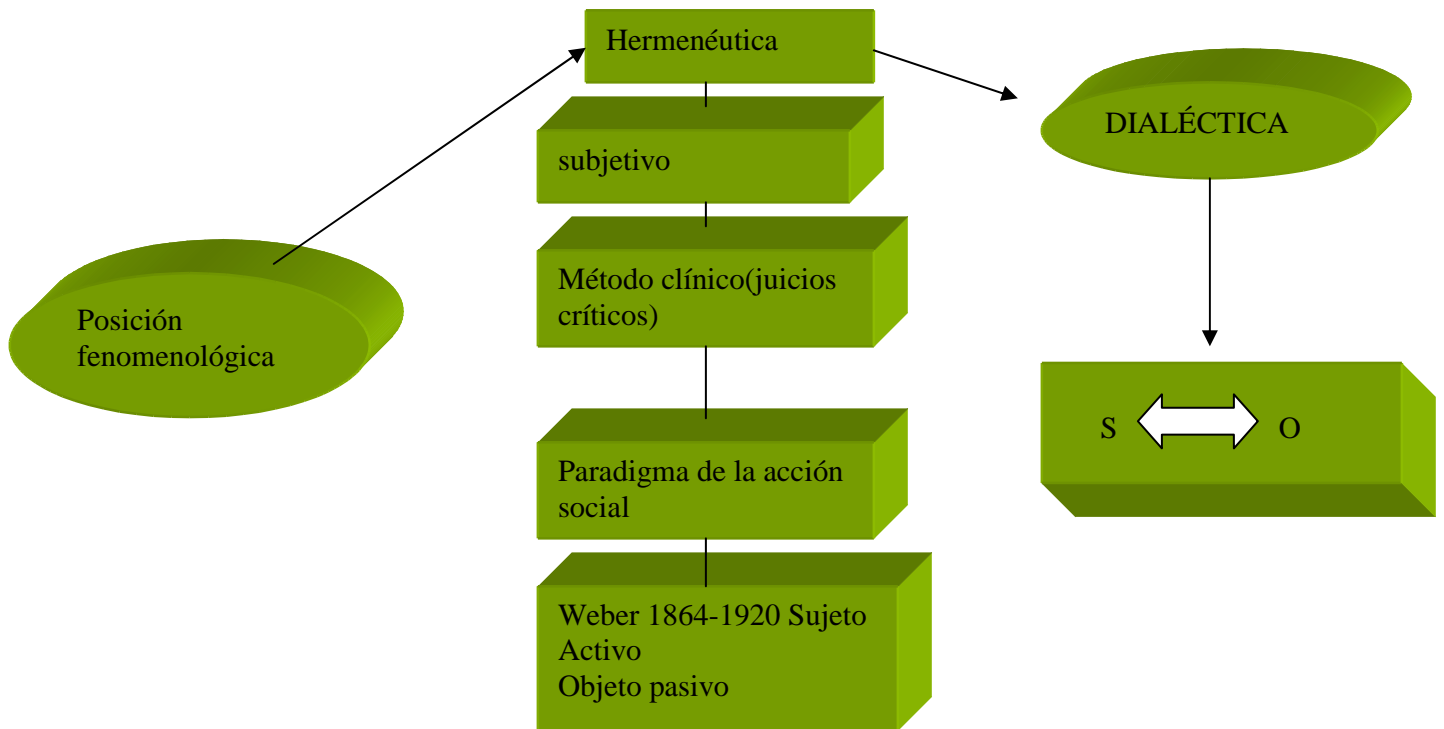 Hermenéutica
subjetivo
Método clínico(juicios
críticos)
Paradigma de la acción
social
Weber 1864-1920 Sujeto
Activo
Objeto pasivo
Posición
fenomenológica
DIALÉCTICA
S O